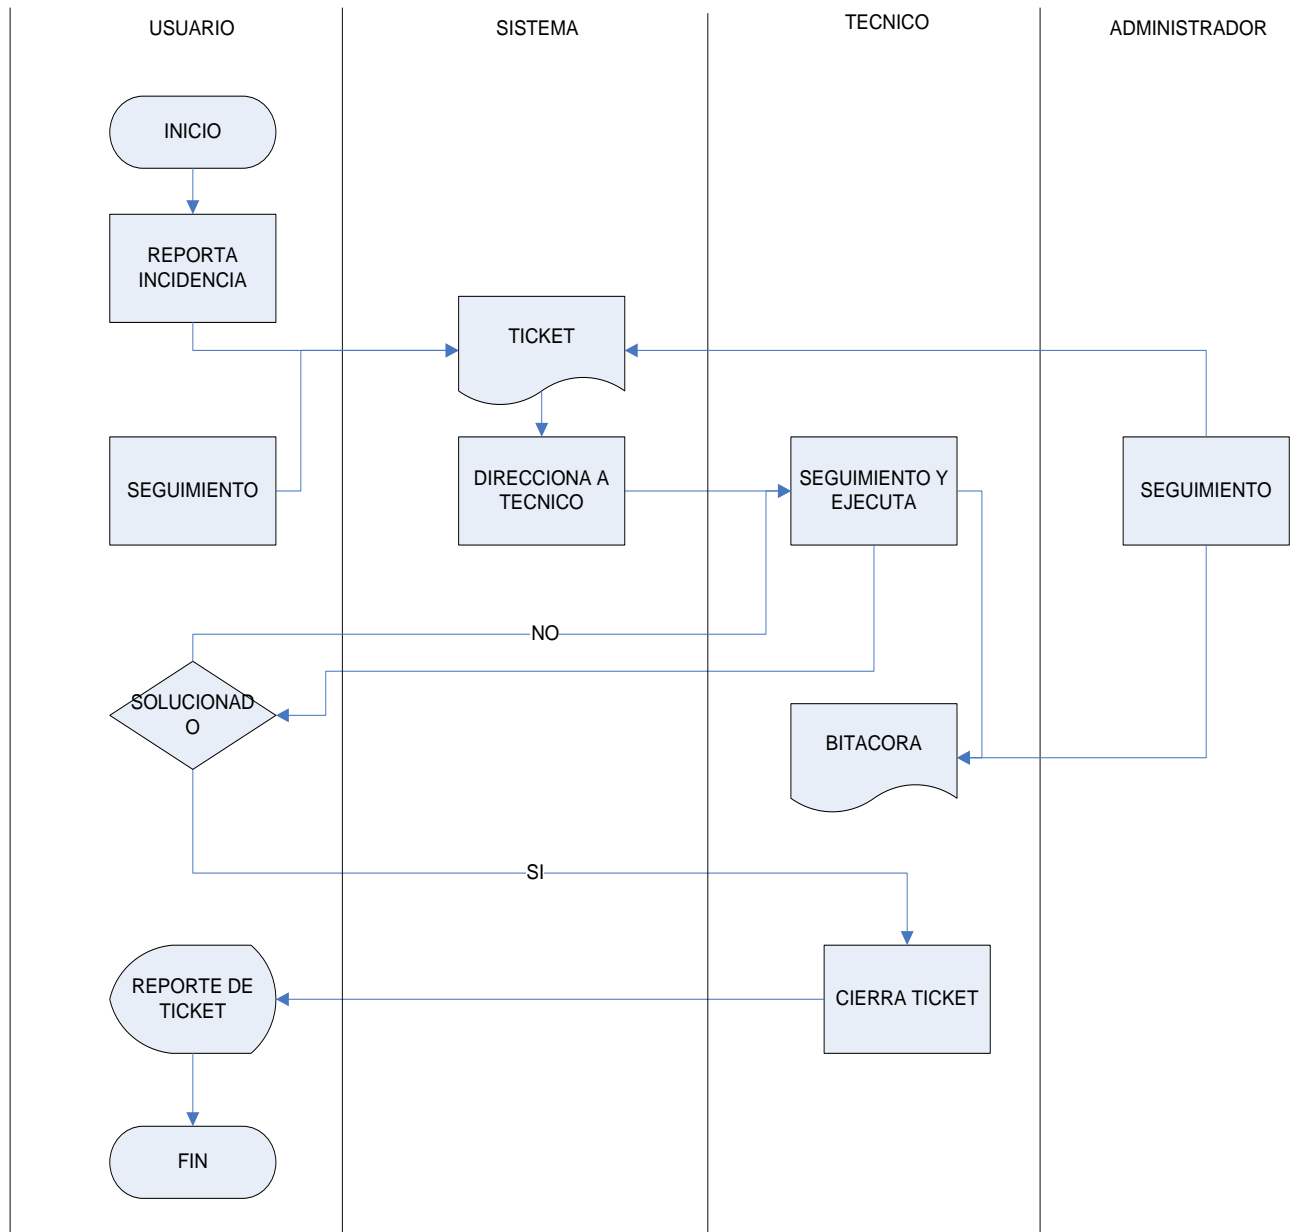 USUARIO
SISTEMA
TECNICO
ADMINISTRADOR
INICIO
REPORTA
INCIDENCIA
TICKET
SEGUIMIENTO
DIRECCIONA A
TECNICO
SEGUIMIENTO Y
EJECUTA
SEGUIMIENTO
NO
SOLUCIONAD
O
BITACORA
SI
REPORTE DE
TICKET
CIERRA TICKET
FIN